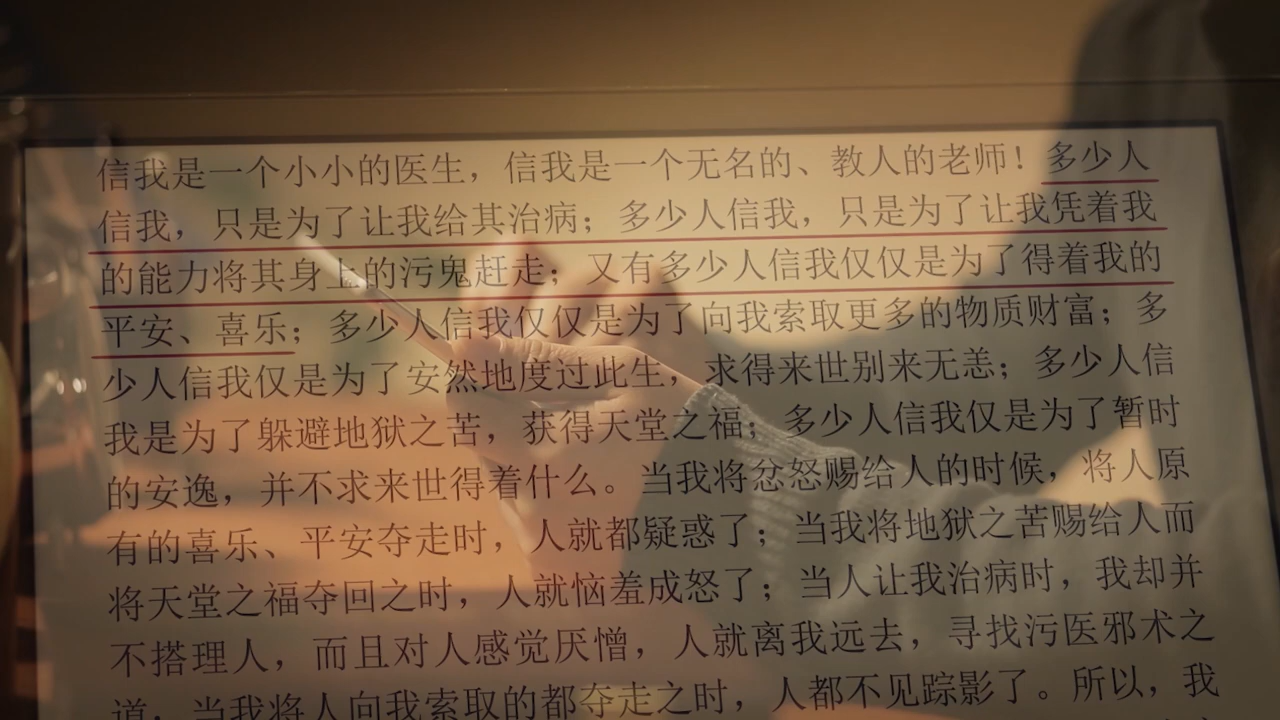 信我是一个小小的医生，信我是一个无名的、教人的老师！多少人
信我，只是为了让我给其治病；多少人信我，只是为了让我凭着我
的能力将其身上的污鬼赶走；又有多少人信我仅仅是为了得着我的
平安、喜乐；多少人信我仅仅是为了向我索取更多的物质财富；多
少人信我仅是为了安然地度过此生，求得来世别来无恙；多少人信
我是为了躲避地狱之苦，获得天堂之福；多少人信我仅是为了暂时
的安逸，并不求来世得着什么。当我将忿怒赐给人的时候，将人原
有的喜乐、平安夺走时，人就都疑惑了；当我将地狱之苦赐给人而
将天堂之福夺回之时，人就恼羞成怒了；当人让我治病时，我却并
不搭理人，而且对人感觉厌憎，人就离我远去，寻找污医邪术之
道；当我将人向我索取的都夺走之时，人都不见踪影了。所以，我